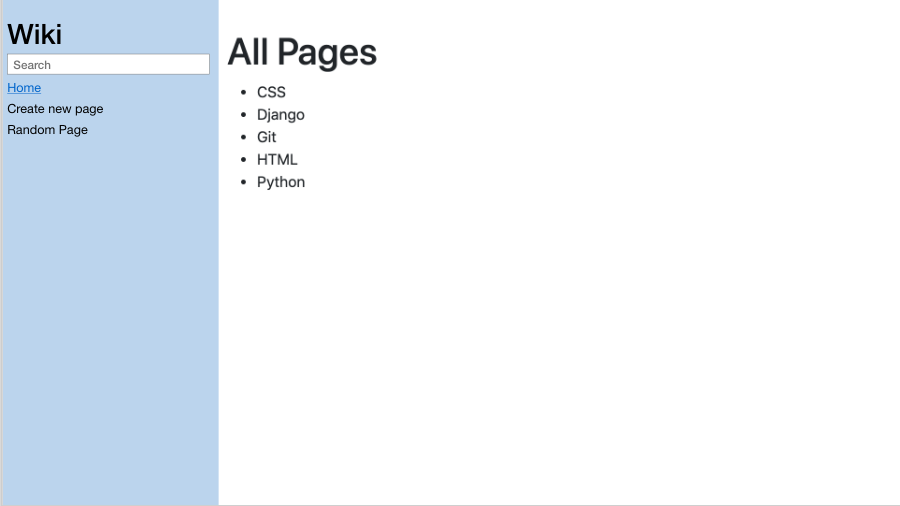 Wiki
Search
Home
Create new page
Random Page
All Pages
CSS
Django
Git
HTML
Python